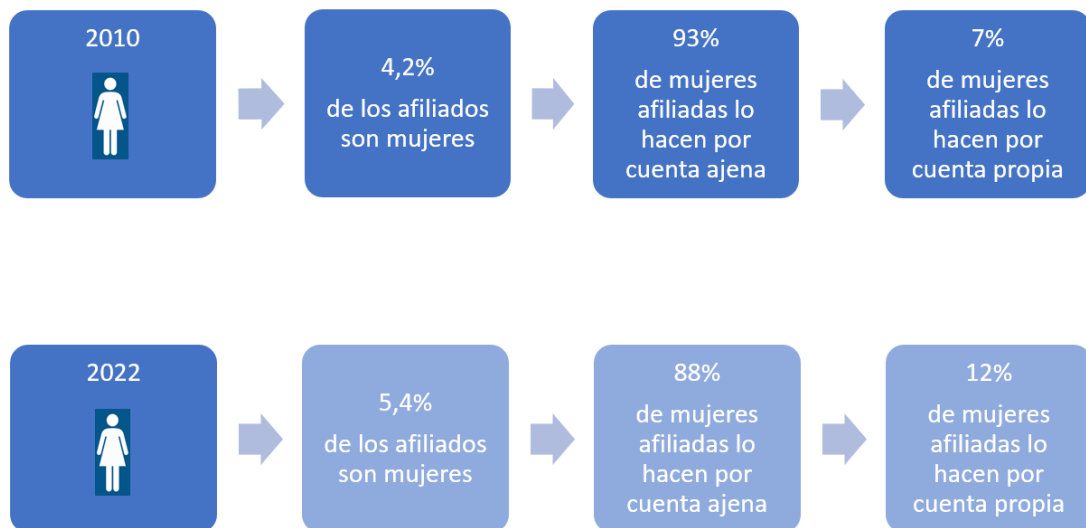 2010
4,2%
de los afiliados
son mujeres
93%
de mujeres
afiliadas lo
hacen por
cuenta ajena
7%
de mujeres
afiliadas lo
hacen por
cuenta propia
2022
5,4%
de los afiliados
son mujeres
88%
de mujeres
afiliadas lo
hacen por
cuenta ajena
12%
de mujeres
afiliadas lo
hacen por
cuenta propia